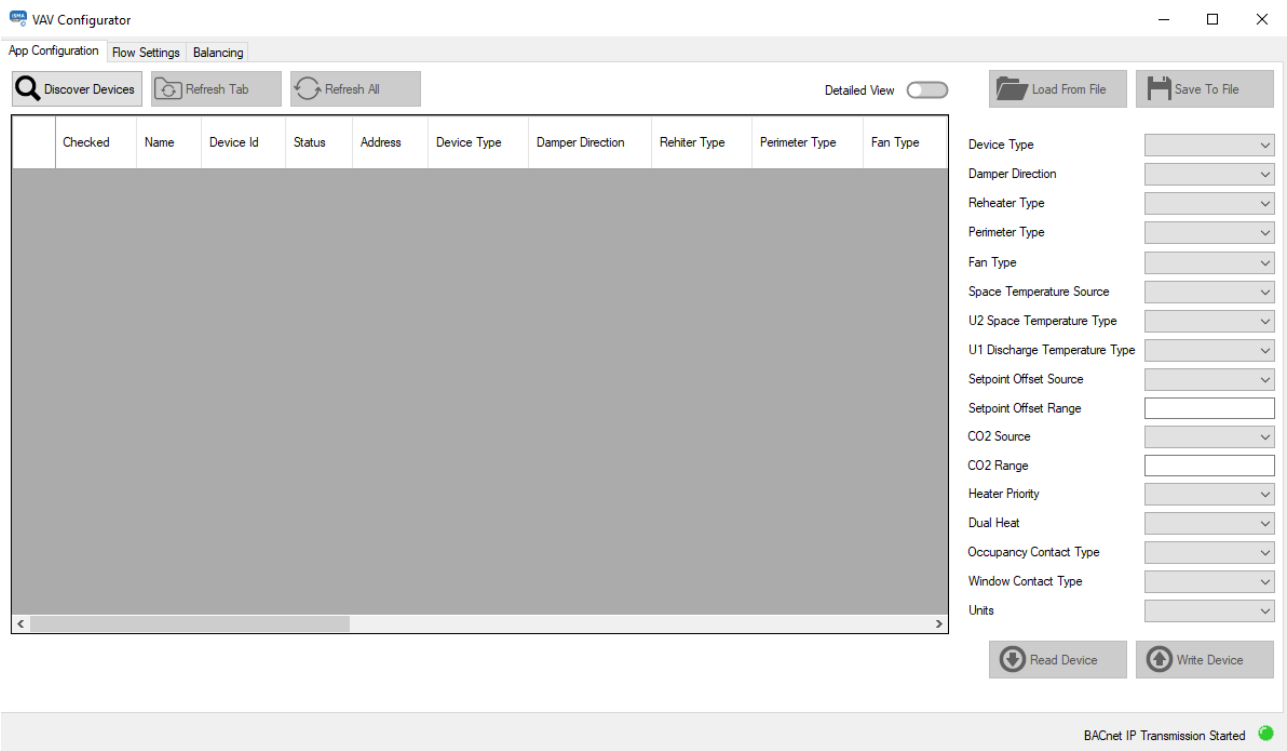 VAV Configurator
App Configuration Flow Settings Balancing
Discover Devices Refresh Tab Refresh All Detailed View Load From File Save To File
Checked Name Device Id Status Address Device Type Damper Direction Rehiter Type Perimeter Type Fan Type
Device Type
Damper Direction
Reheater Type
Perimeter Type
Fan Type
Space Temperature Source
U2 Space Temperature Type
U1 Discharge Temperature Type
Setpoint Offset Source
Setpoint Offset Range
CO2 Source
CO2 Range
Heater Priority
Dual Heat
Occupancy Contact Type
Window Contact Type
Units
Read Device Write Device
BACnet IP Transmission Started